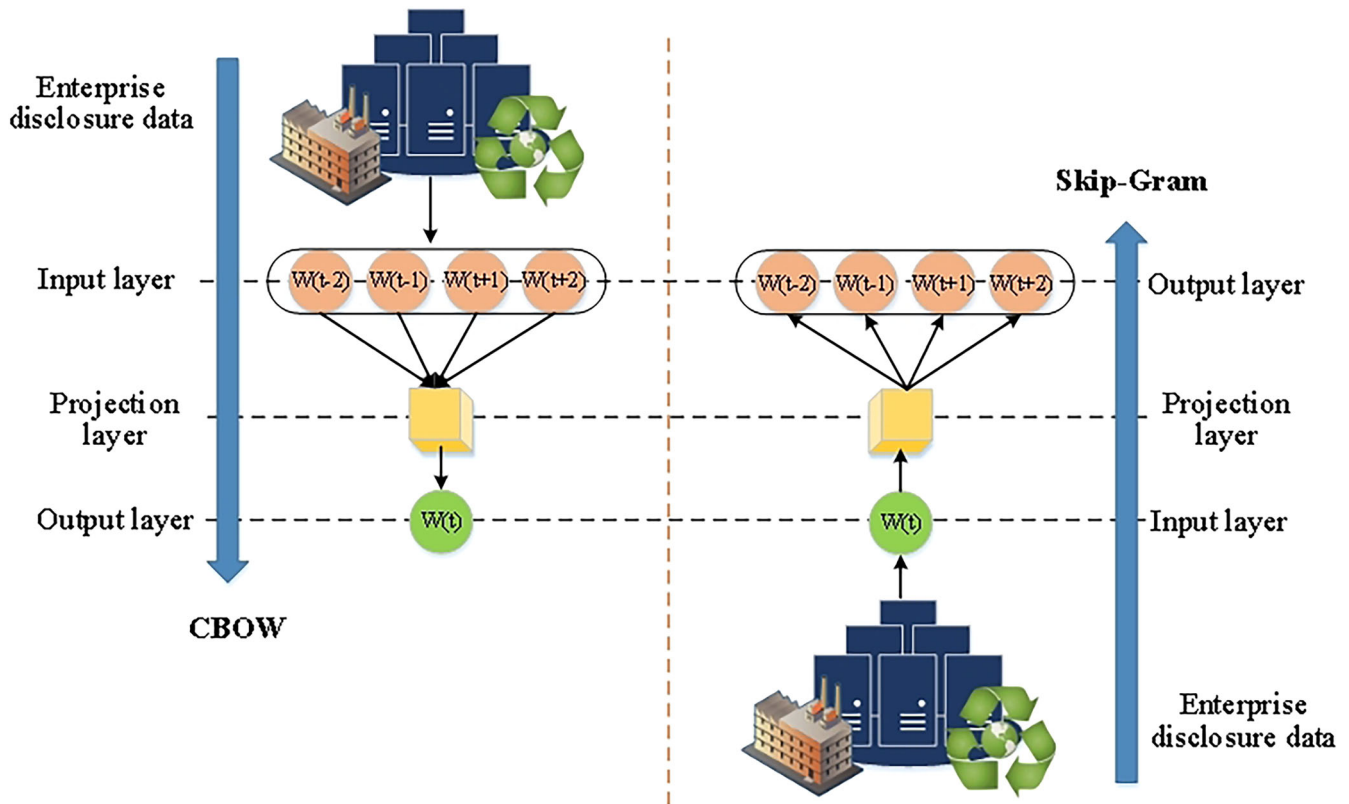 Enterprise
disclosure data
Input layer
W(t-2) W(t-1) W(t+1) W(t+2)
Projection
layer
Output layer
W(t)
CBOW
Skip-Gram
W(t-2) W(t-1) W(t+1) W(t+2)
Output layer
Projection
layer
W(t)
Input layer
Enterprise
disclosure data